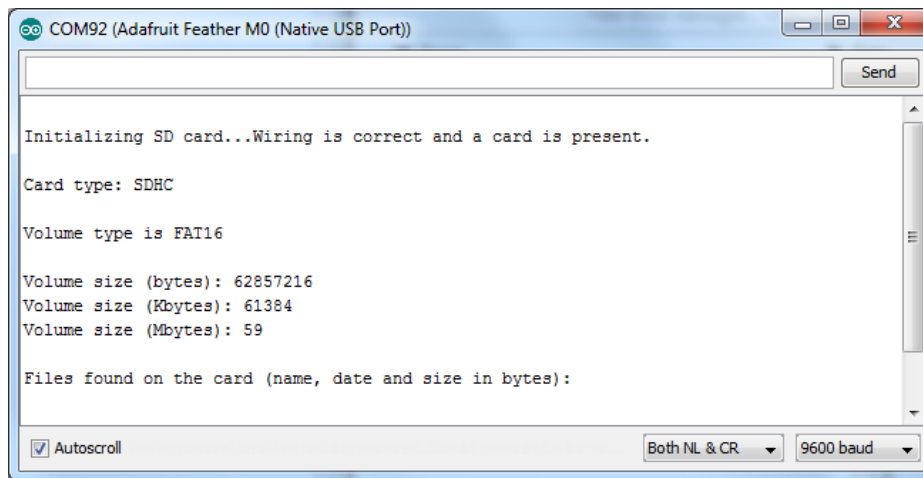 COM92 (Adafruit Feather M0 (Native USB Port))
Send
Initializing SD card...Wiring is correct and a card is present.
Card type: SDHC
Volume type is FAT16
Volume size (bytes): 62857216
Volume size (Kbytes): 61384
Volume size (Mbytes): 59
Files found on the card (name, date and size in bytes):
Autoscroll
Both NL & CR
9600 baud